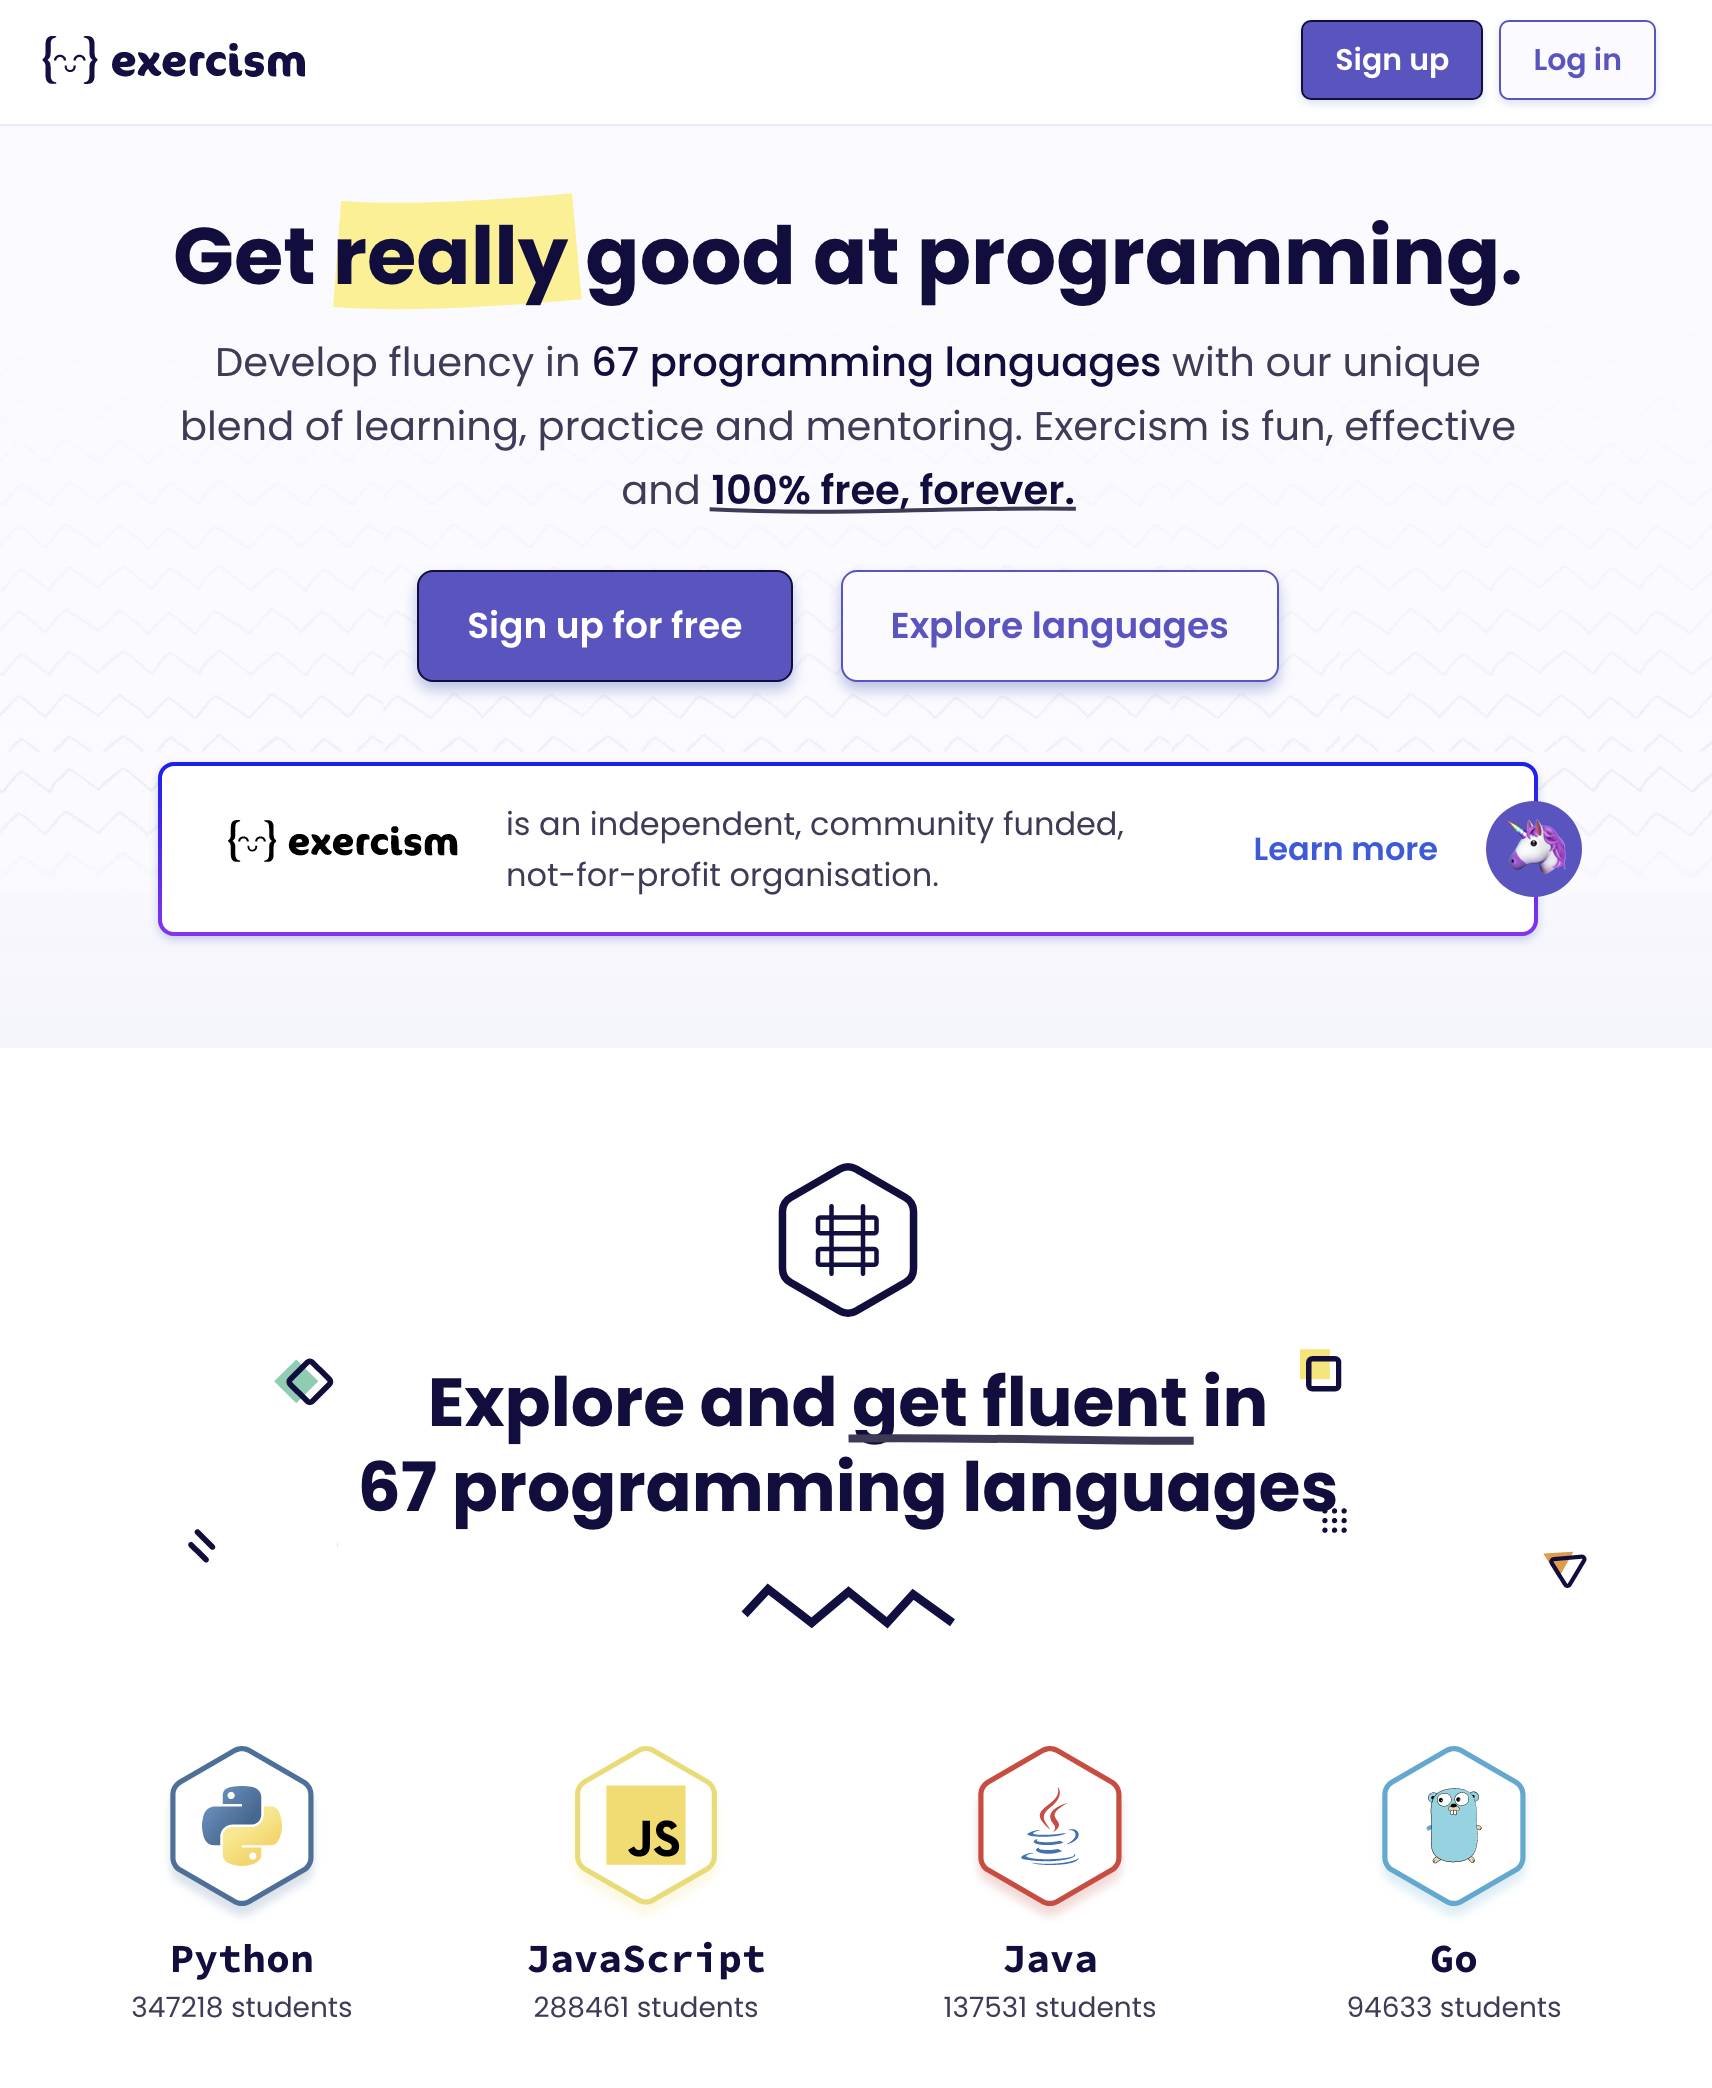 exercism
Sign up
Log in
Get really good at programming.
Develop fluency in 67 programming languages with our unique
blend of learning, practice and mentoring. Exercism is fun, effective
and 100% free, forever.
Sign up for free
Explore languages
exercism
is an independent, community funded,
not-for-profit organisation.
Learn more
Explore and get fluent in
67 programming languages
JS
Python
347218 students
JavaScript
288461 students
Java
137531 students
Go
94633 students